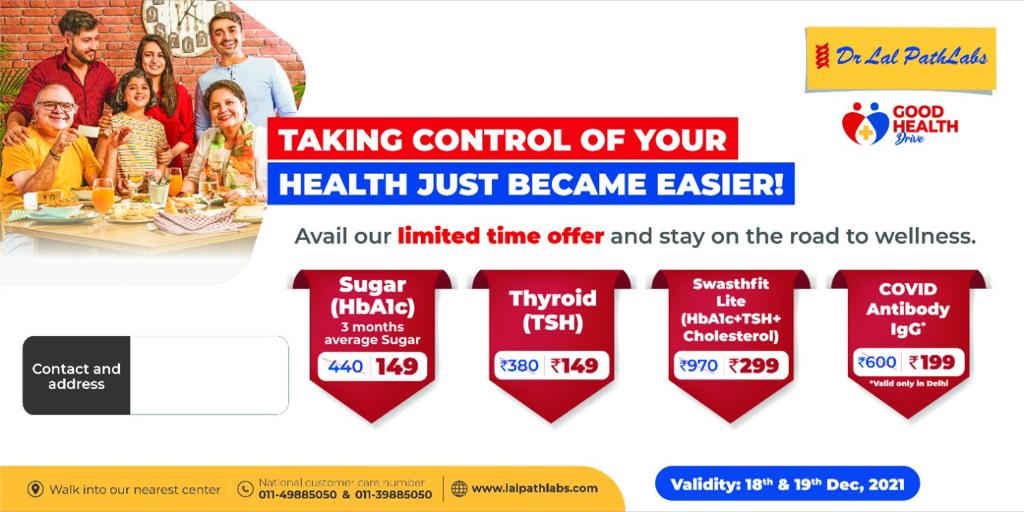 Dr Lal PathLabs
GOOD
HEALTH
Drive
TAKING CONTROL OF YOUR
HEALTH JUST BECAME EASIER!
Avail our limited time offer and stay on the road to wellness.
Sugar
(HbA1c)
3 months
average Sugar
440 149
Thyroid
(TSH)
₹380 ₹149
Swasthfit
Lite
(HbA1c+TSH+
Cholesterol)
₹970 ₹299
COVID
Antibody
IgG*
₹600 ₹199
*Valid only in Delhi
Contact and
address
Walk into our nearest center
National customer care number
011-49885050 & 011-39885050
www.lalpathlabs.com
Validity: 18th & 19th Dec, 2021